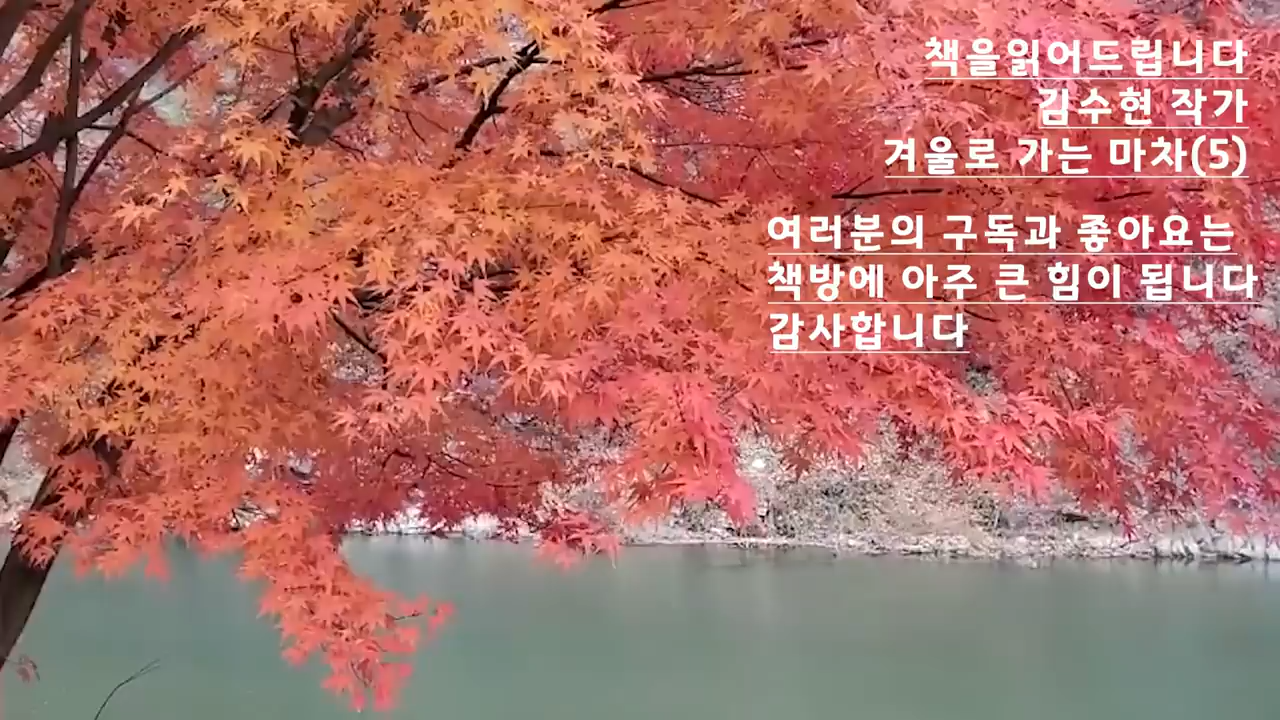 책을읽어드립니다
김수현 작가
겨울로 가는 마차(5)
여러분의 구독과 좋아요는
책방에 아주 큰 힘이 됩니다
감사합니다